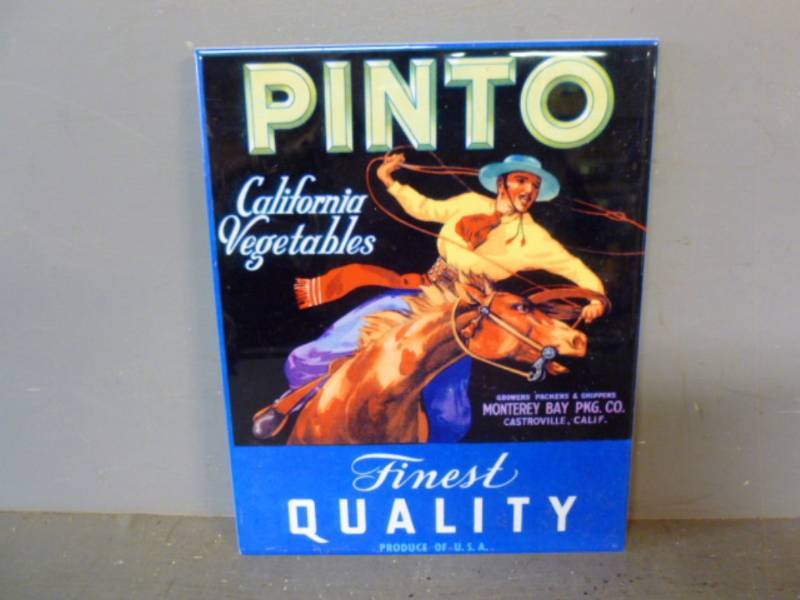 PINTO
California
Vegetables
GROWERS PACKERS & SHIPPERS
MONTEREY BAY PKG. CO.
CASTROVILLE, CALIF.
Finest
QUALITY
PRODUCE OF U.S.A.